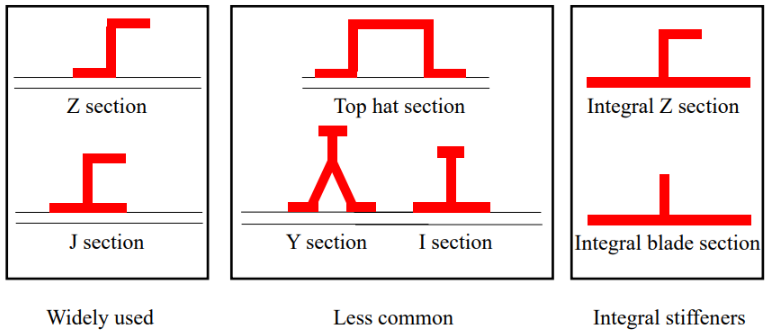 Z section
J section
Widely used
Top hat section
Y section
I section
Less common
Integral Z section
Integral blade section
Integral stiffeners